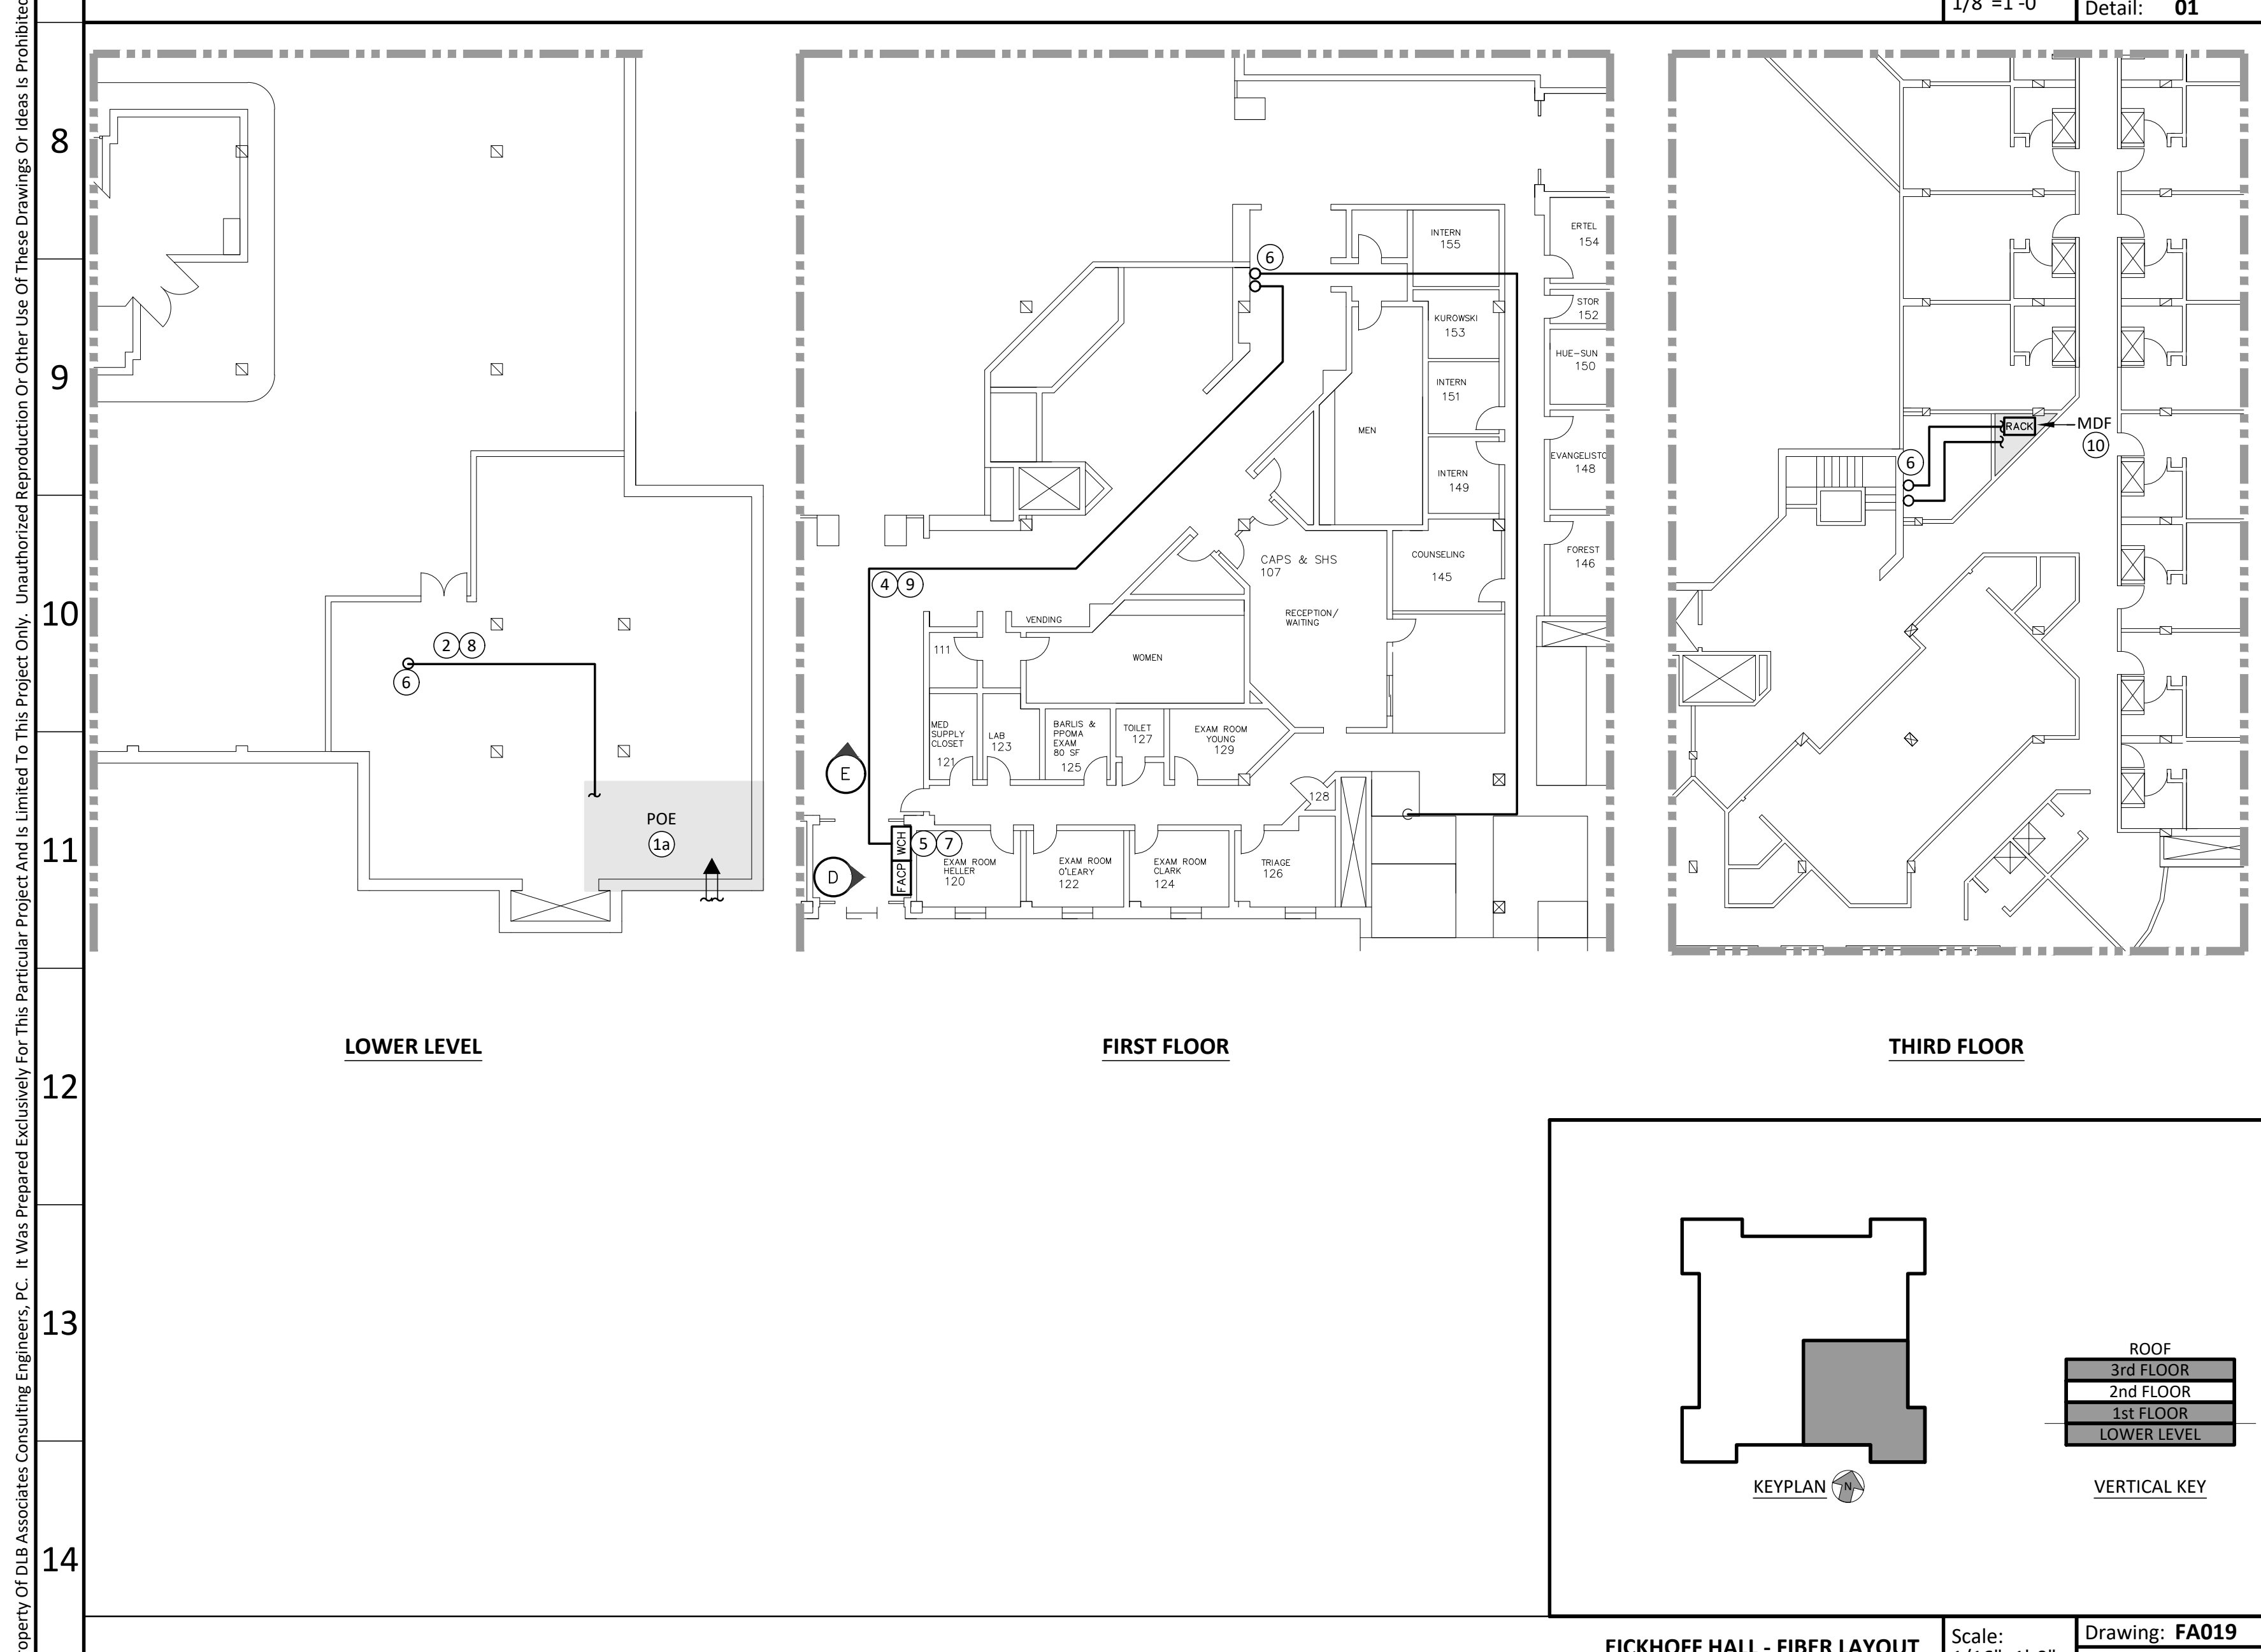 1/8"=1'-0"
Detail: 01
operty Of DLB Associates Consulting Engineers, PC. It Was Prepared Exclusively For This Particular Project And Is Limited To This Project Only. Unauthorized Reproduction Or Other Use Of These Drawings Or Ideas Is Prohibited
8
9
10
11
12
13
14
2 8
6
POE
1a
LOWER LEVEL
6
INTERN
155
ERTEL
154
STOR
152
KUROWSKI
153
HUE-SUN
150
INTERN
151
MEN
EVANGELISTO
148
INTERN
149
FOREST
146
COUNSELING
145
CAPS & SHS
107
RECEPTION/
WAITING
4 9
VENDING
111
WOMEN
MED
SUPPLY
CLOSET
121
LAB
123
BARLIS &
PPOMA
EXAM
80 SF
125
TOILET
127
EXAM ROOM
YOUNG
129
128
E
D
WCH
FACP
5 7
EXAM ROOM
HELLER
120
EXAM ROOM
O'LEARY
122
EXAM ROOM
CLARK
124
TRIAGE
126
FIRST FLOOR
RACK
MDF
10
6
THIRD FLOOR
KEYPLAN
N
ROOF
3rd FLOOR
2nd FLOOR
1st FLOOR
LOWER LEVEL
VERTICAL KEY
EICKHOFF HALL - FIBER LAYOUT
Scale:
Drawing: FA019